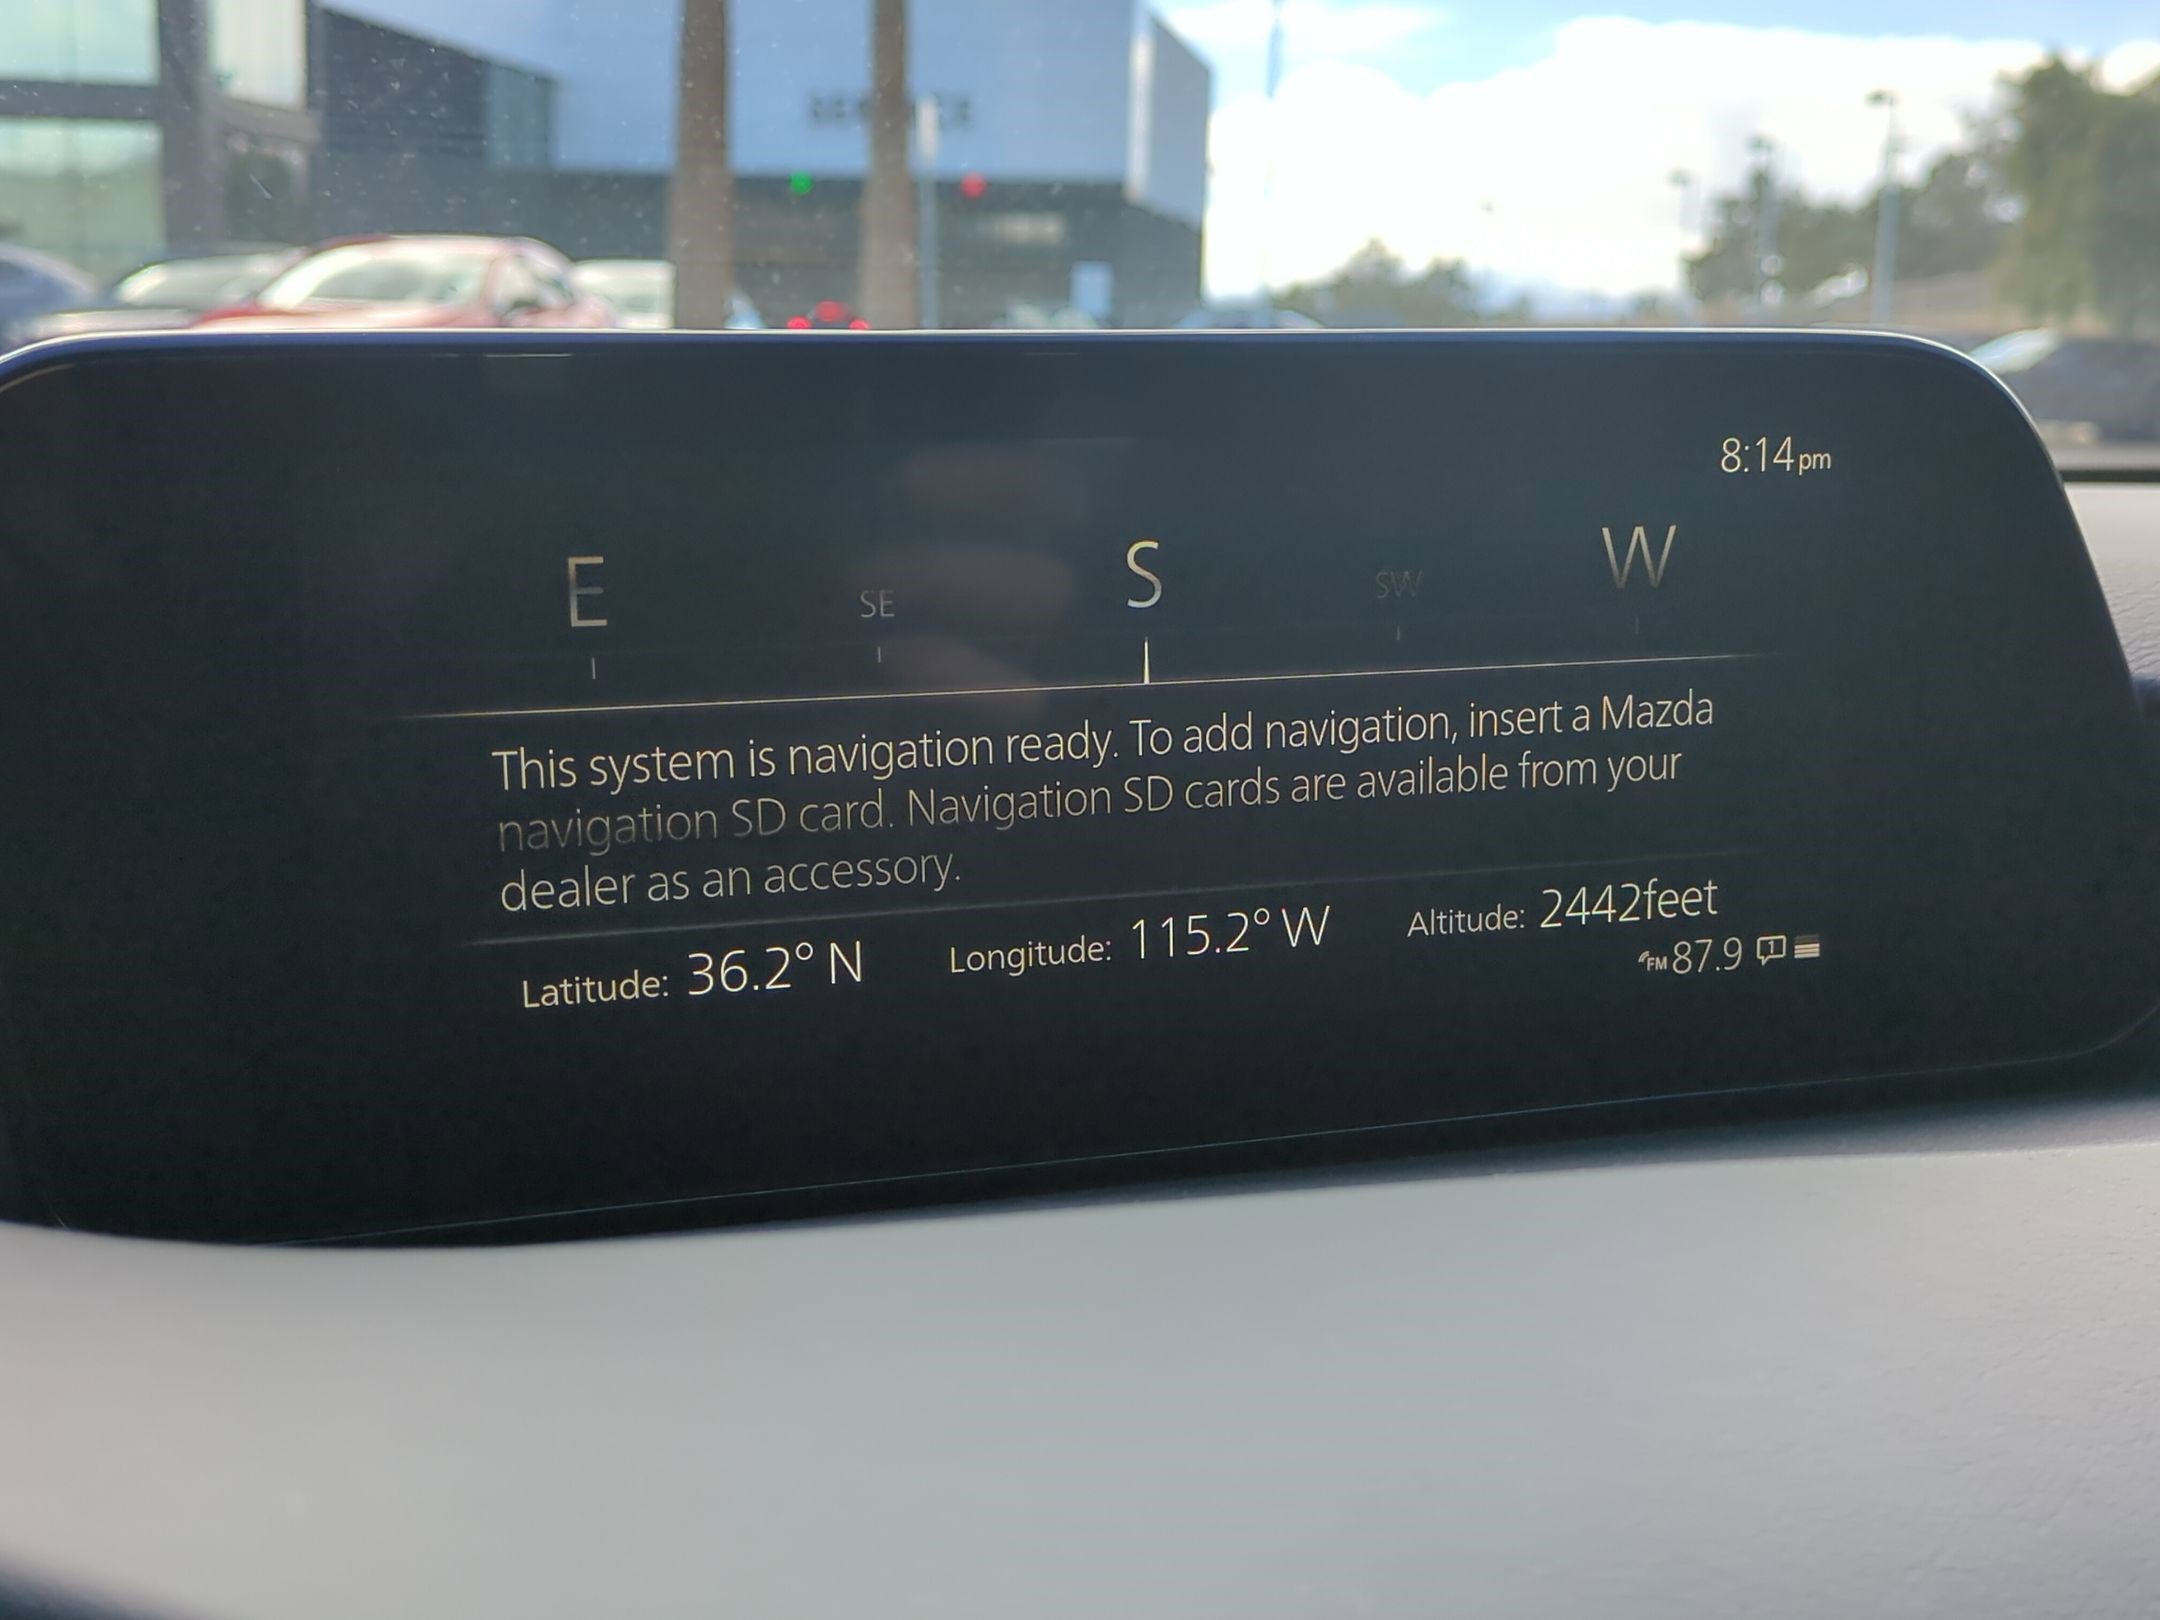 8:14pm
E SE S SW W
This system is navigation ready. To add navigation, insert a Mazda
navigation SD card. Navigation SD cards are available from your
dealer as an accessory.
Latitude: 36.2° N Longitude: 115.2° W Altitude: 2442feet
FM 87.9 1